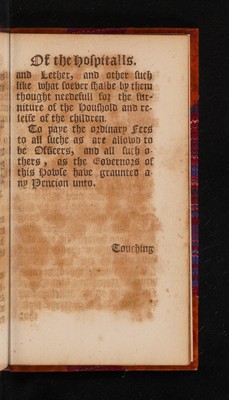 Of the Hospitalls.
and Lether, and other such
like what soever shalbe by them
thought needefull for the fur-
niture of the Houshold and re-
leise of the children.
To paye the ordinary Fees
to all suche as are allowd to
be Officers, and all such o-
thers, as the Governors of
this Howse have graunted a-
ny Pencion unto.
Touching